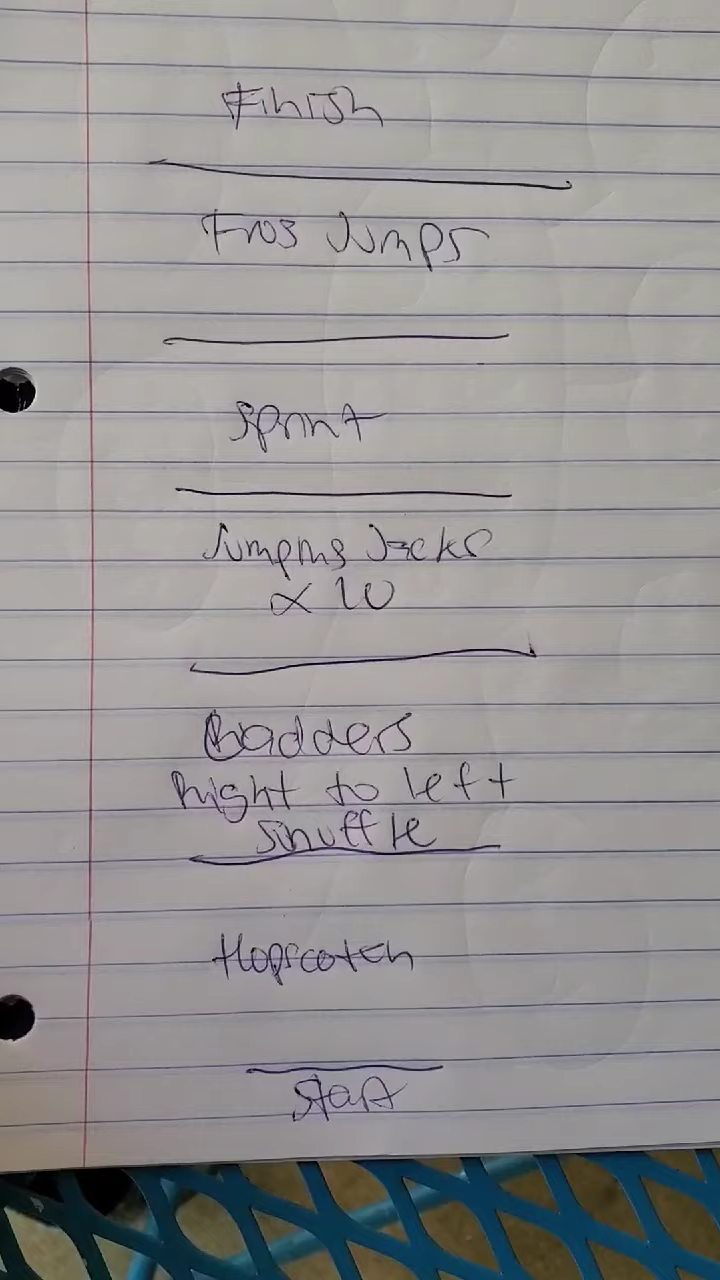 Finish
Frog Jumps
Sprint
Jumping Jacks
x 10
Ladders
Right to left
shuffle
Hopscotch
Start